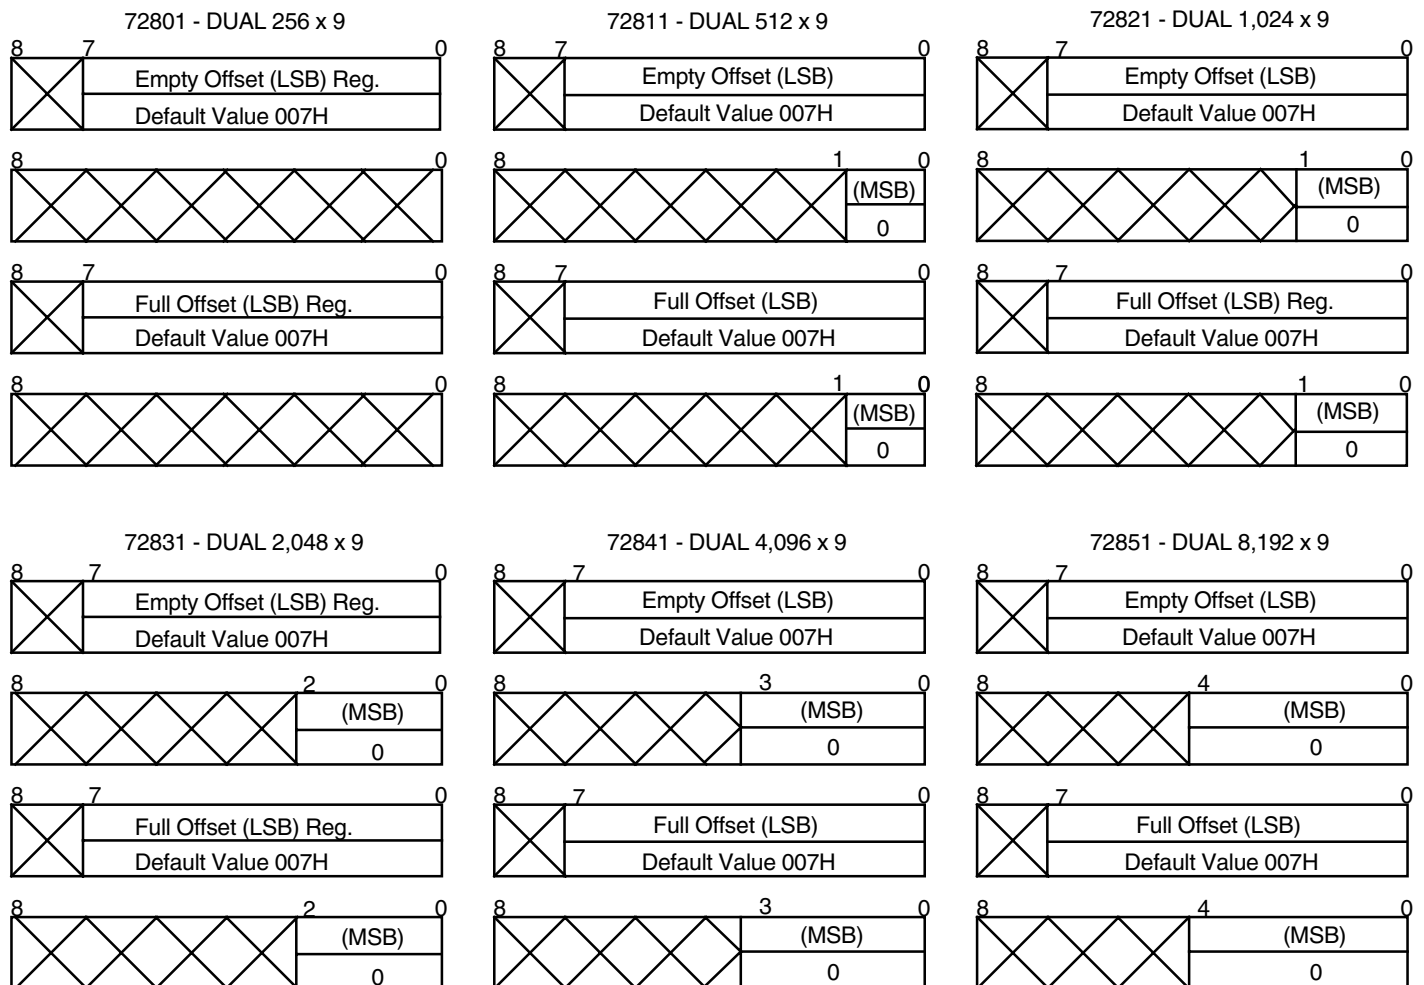 72801 - DUAL 256 x 9
8 7 0
Empty Offset (LSB) Reg.
Default Value 007H
8 0
8 7 0
Full Offset (LSB) Reg.
Default Value 007H
8 0
72811 - DUAL 512 x 9
8 7 0
Empty Offset (LSB)
Default Value 007H
8 1 0
(MSB)
0
8 7 0
Full Offset (LSB)
Default Value 007H
8 1 0
(MSB)
0
72821 - DUAL 1,024 x 9
8 7 0
Empty Offset (LSB)
Default Value 007H
8 1 0
(MSB)
0
8 7 0
Full Offset (LSB) Reg.
Default Value 007H
8 1 0
(MSB)
0
72831 - DUAL 2,048 x 9
8 7 0
Empty Offset (LSB) Reg.
Default Value 007H
8 2 0
(MSB)
0
8 7 0
Full Offset (LSB) Reg.
Default Value 007H
8 2 0
(MSB)
0
72841 - DUAL 4,096 x 9
8 7 0
Empty Offset (LSB)
Default Value 007H
8 3 0
(MSB)
0
8 7 0
Full Offset (LSB)
Default Value 007H
8 3 0
(MSB)
0
72851 - DUAL 8,192 x 9
8 7 0
Empty Offset (LSB)
Default Value 007H
8 4 0
(MSB)
0
8 7 0
Full Offset (LSB)
Default Value 007H
8 4 0
(MSB)
0